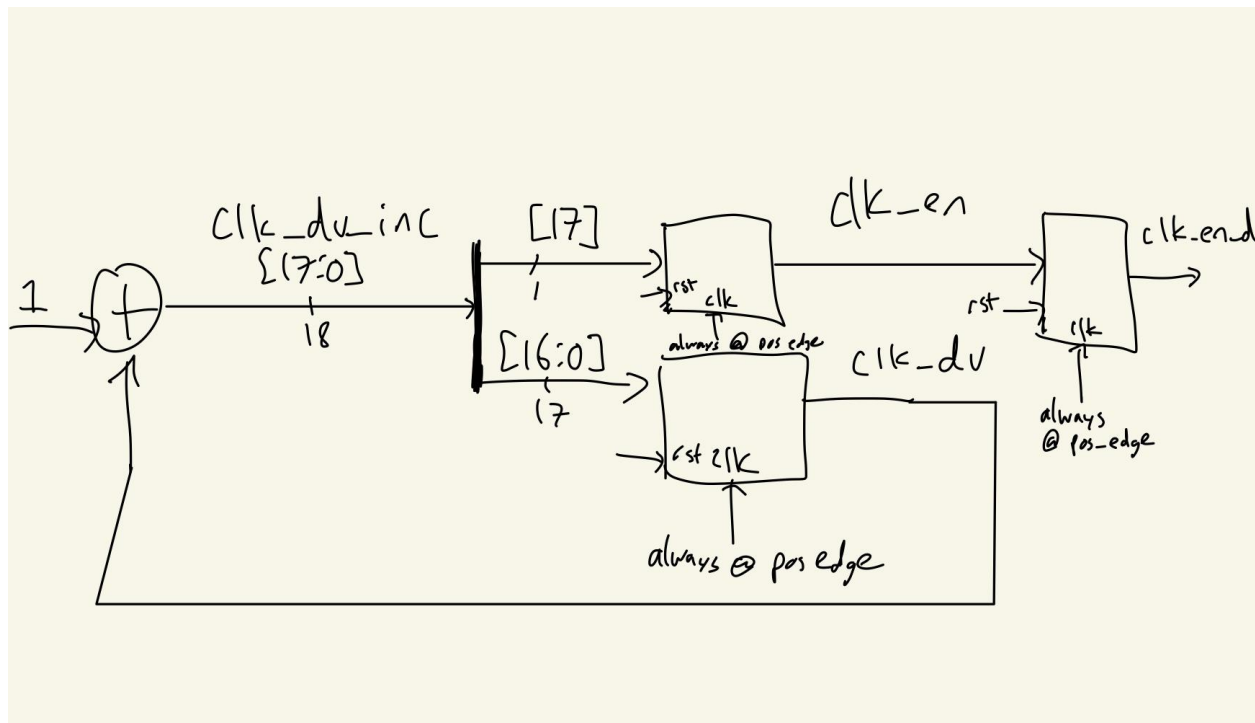 1
clk_dv_inc
[17:0]
18
[17]
1
rst
clk
always @ pos edge
[16:0]
17
rst clk
always @ pos edge
clk_en
clk_dv
rst
clk
always
@ pos_edge
clk_en_d